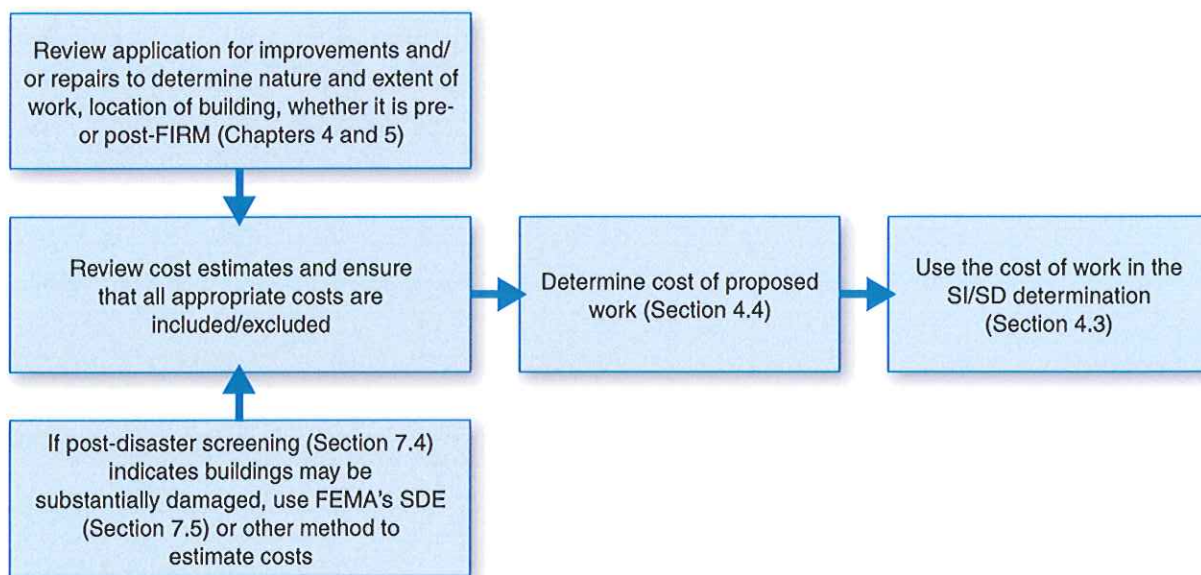 Review application for improvements and/
or repairs to determine nature and extent of
work, location of building, whether it is pre-
or post-FIRM (Chapters 4 and 5)
Review cost estimates and ensure
that all appropriate costs are
included/excluded
Determine cost of proposed
work (Section 4.4)
Use the cost of work in the
SI/SD determination
(Section 4.3)
If post-disaster screening (Section 7.4)
indicates buildings may be
substantially damaged, use FEMA's SDE
(Section 7.5) or other method to
estimate costs